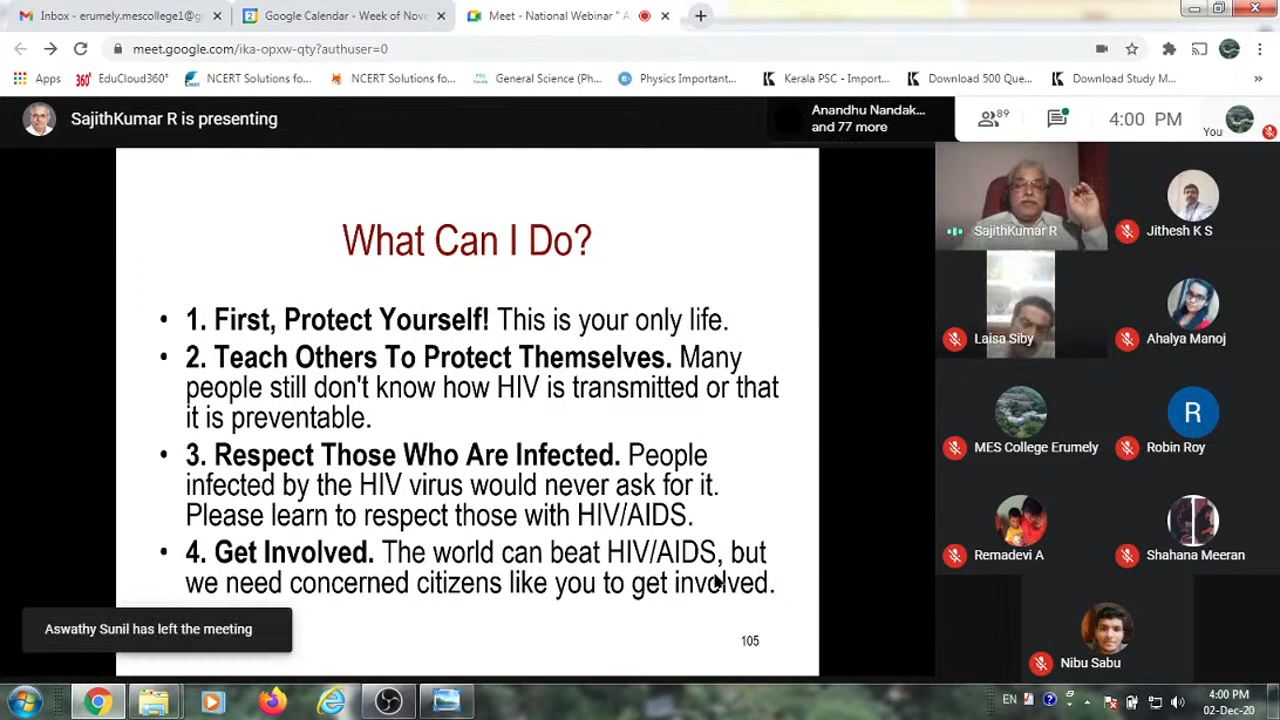 Inbox - erumely.mescollege1@g
Google Calendar - Week of Nove
Meet - National Webinar " A
meet.google.com/ika-opxw-qty?authuser=0
Apps
EduCloud360°
NCERT Solutions fo...
NCERT Solutions fo...
General Science (Ph...
Physics Important...
Kerala PSC - Import...
Download 500 Que...
Download Study M...
»
SajithKumar R is presenting
Anandhu Nandak...
and 77 more
89
4:00 PM
You
What Can I Do?
• 1. First, Protect Yourself! This is your only life.
• 2. Teach Others To Protect Themselves. Many
people still don't know how HIV is transmitted or that
it is preventable.
• 3. Respect Those Who Are Infected. People
infected by the HIV virus would never ask for it.
Please learn to respect those with HIV/AIDS.
• 4. Get Involved. The world can beat HIV/AIDS, but
we need concerned citizens like you to get involved.
105
SajithKumar R
Jithesh K S
Laisa Siby
Ahalya Manoj
MES College Erumely
R
Robin Roy
Remadevi A
Shahana Meeran
Nibu Sabu
Aswathy Sunil has left the meeting
EN
4:00 PM
02-Dec-20